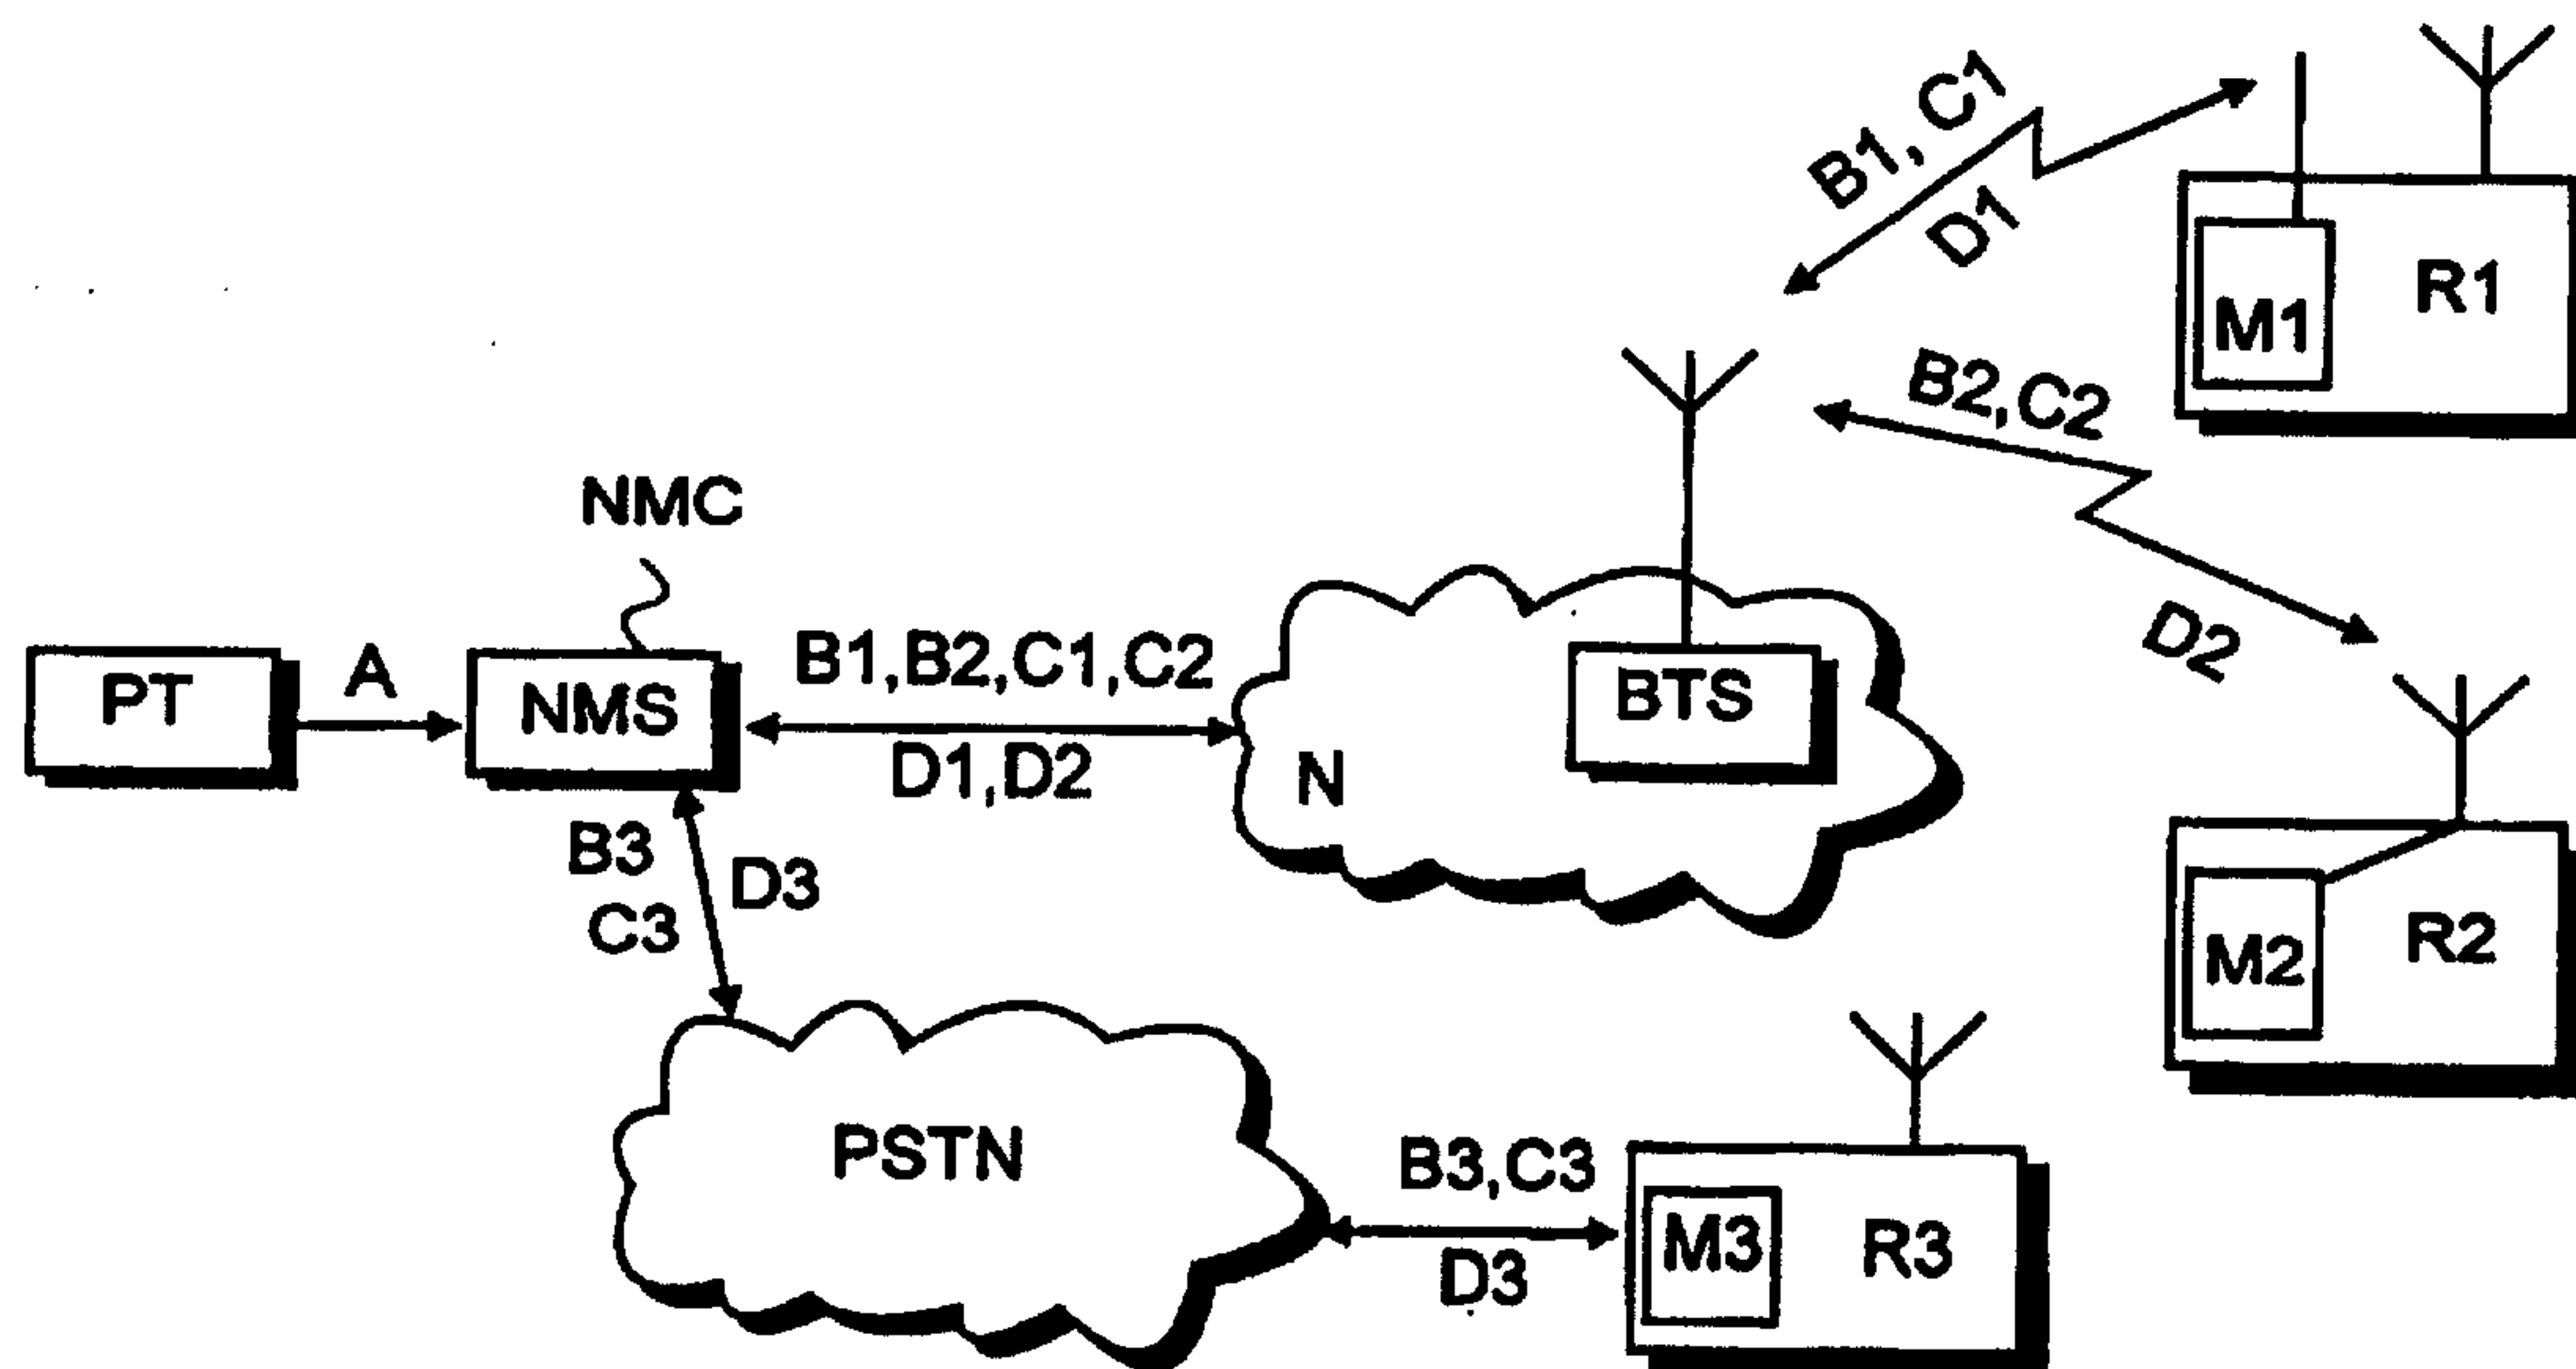 B1, C1
D1
M1
R1
B2,C2
D2
NMC
PT
A
NMS
B1,B2,C1,C2
D1,D2
N
BTS
B3
C3
D3
M2
R2
PSTN
B3,C3
D3
M3
R3